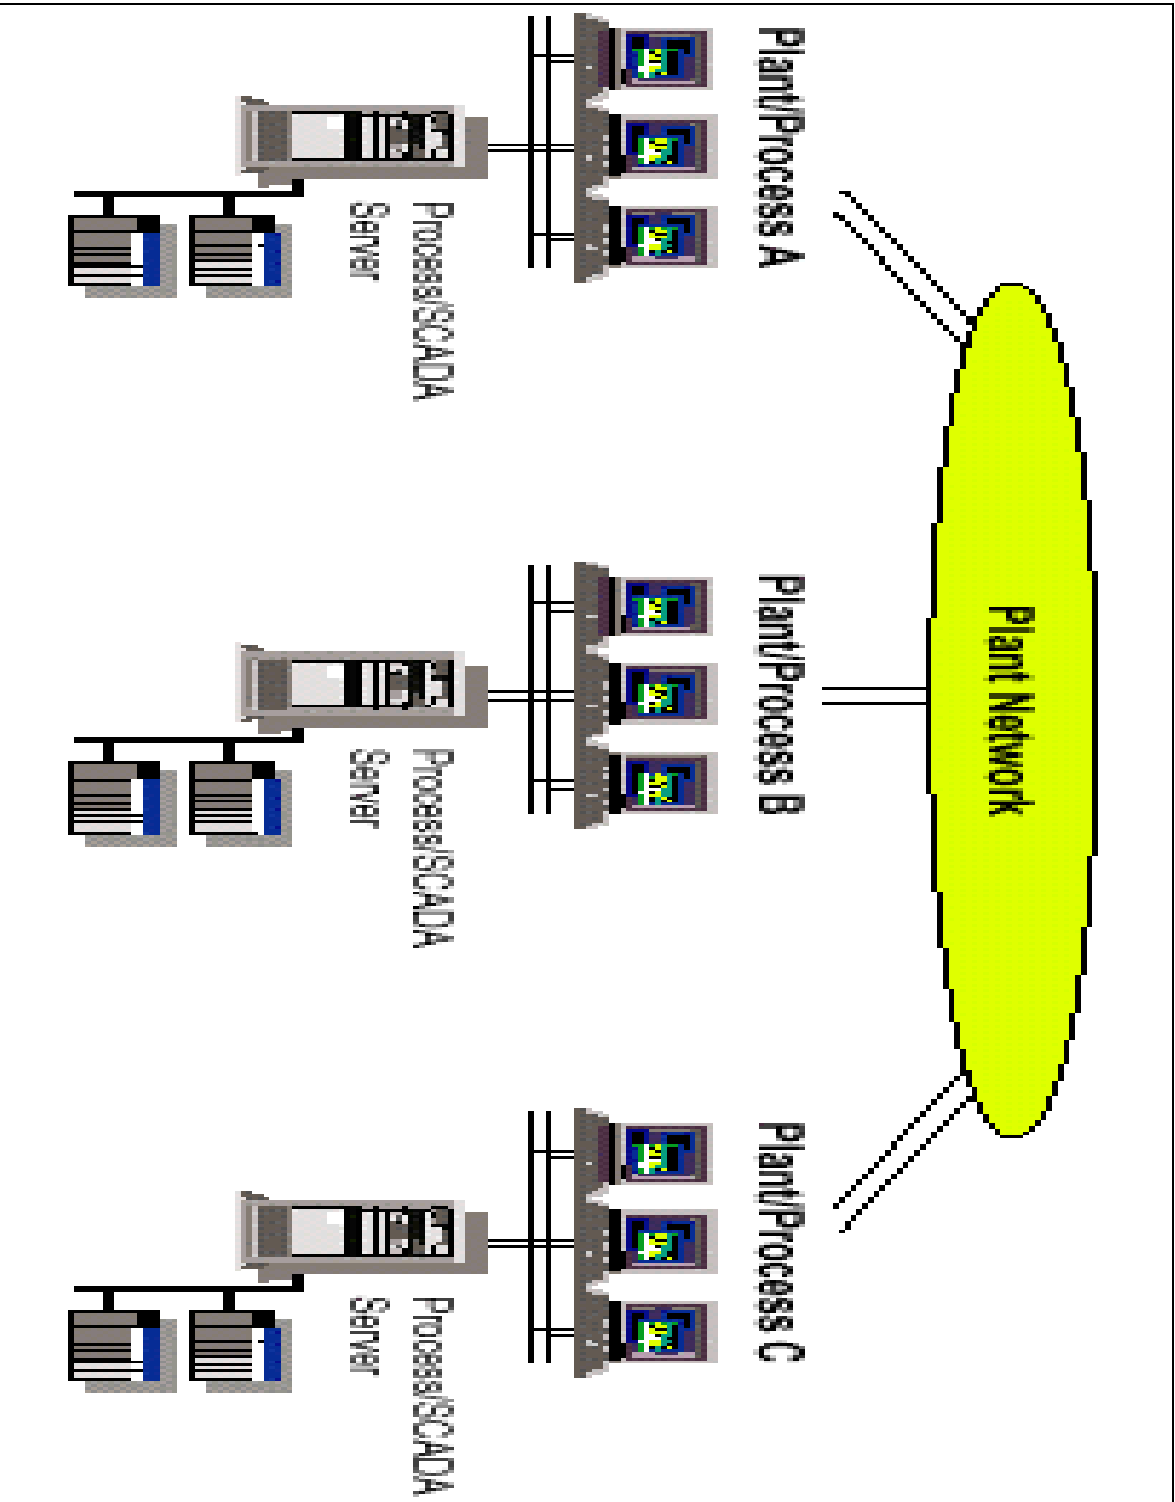 Plant Network
Plant/Process A
Plant/Process B
Plant/Process C
Process/SCADA
Server
Process/SCADA
Server
Process/SCADA
Server